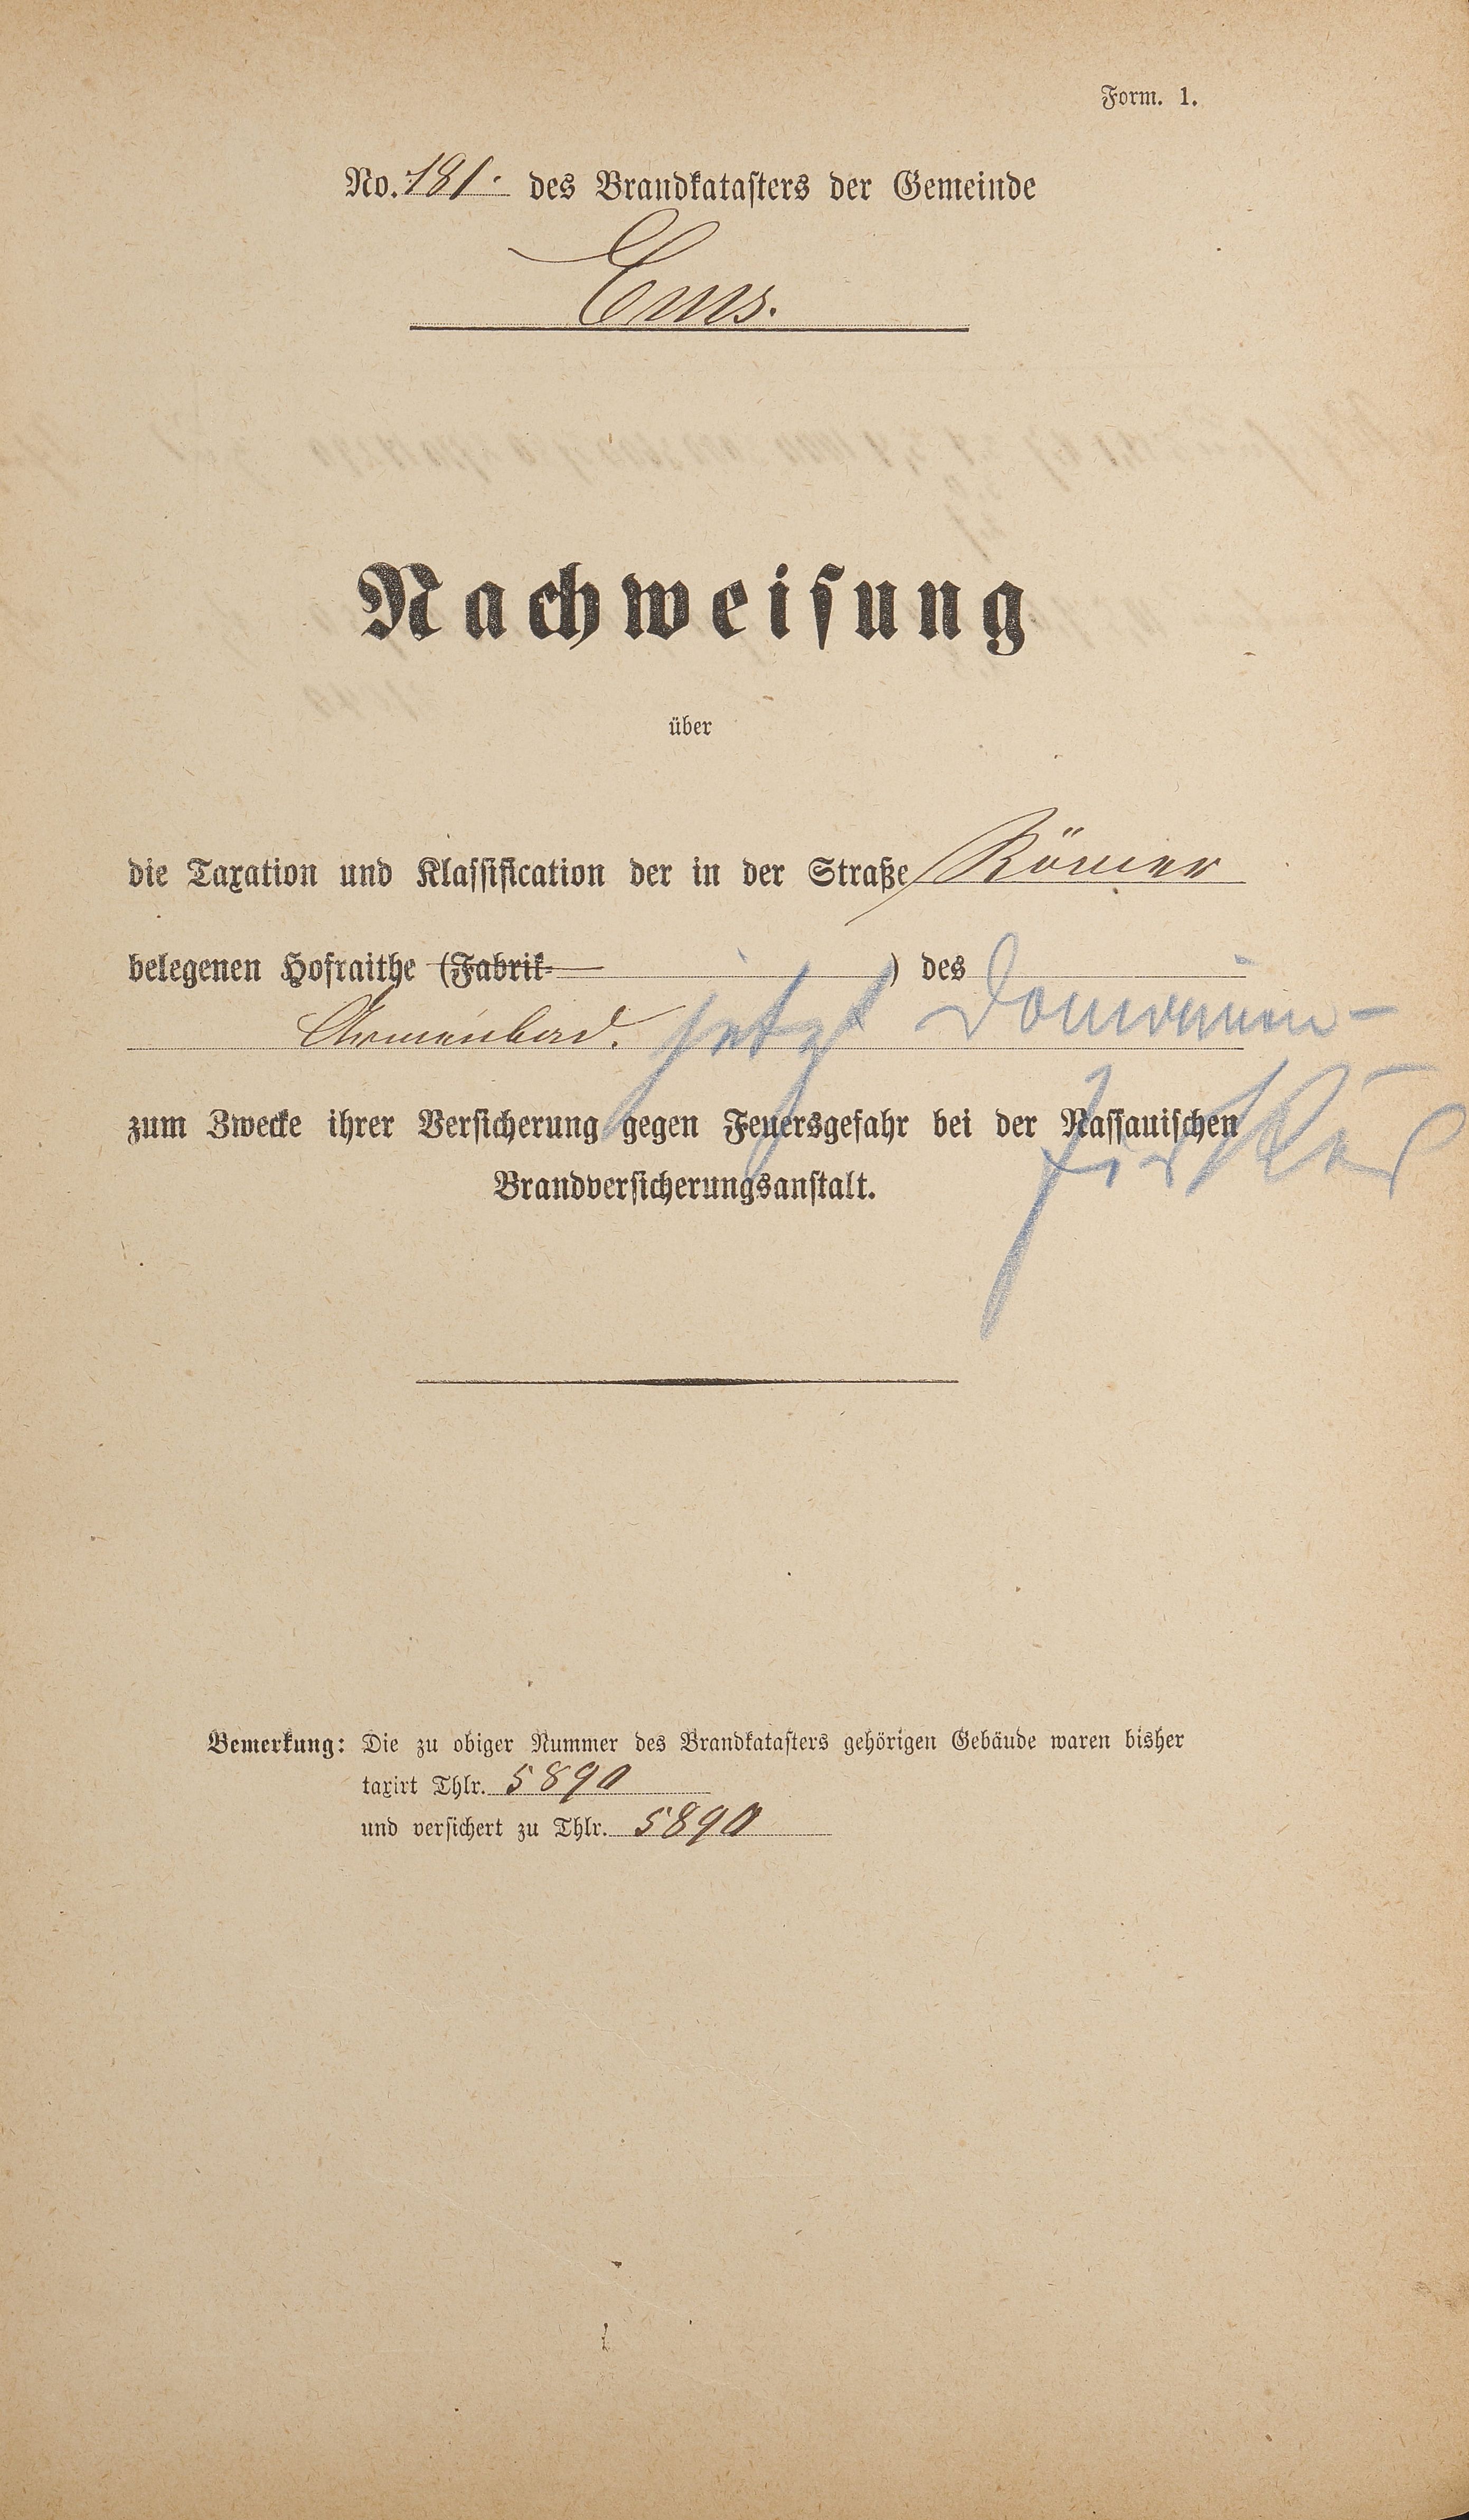 Form. 1.
No. 181. des Brandkatasters der Gemeinde
Ems.
Nachweisung
über
die Taxation und Klassification der in der Straße Römer
belegenen Hofraithe (Fabrik- ) des
Armenbad. jetzt Domainen-
Fiskus
zum Zwecke ihrer Versicherung gegen Feuersgefahr bei der Nassauischen
Brandversicherungsanstalt.
Bemerkung: Die zu obiger Nummer des Brandkatasters gehörigen Gebäude waren bisher
taxirt Thlr. 5890
und versichert zu Thlr. 5890